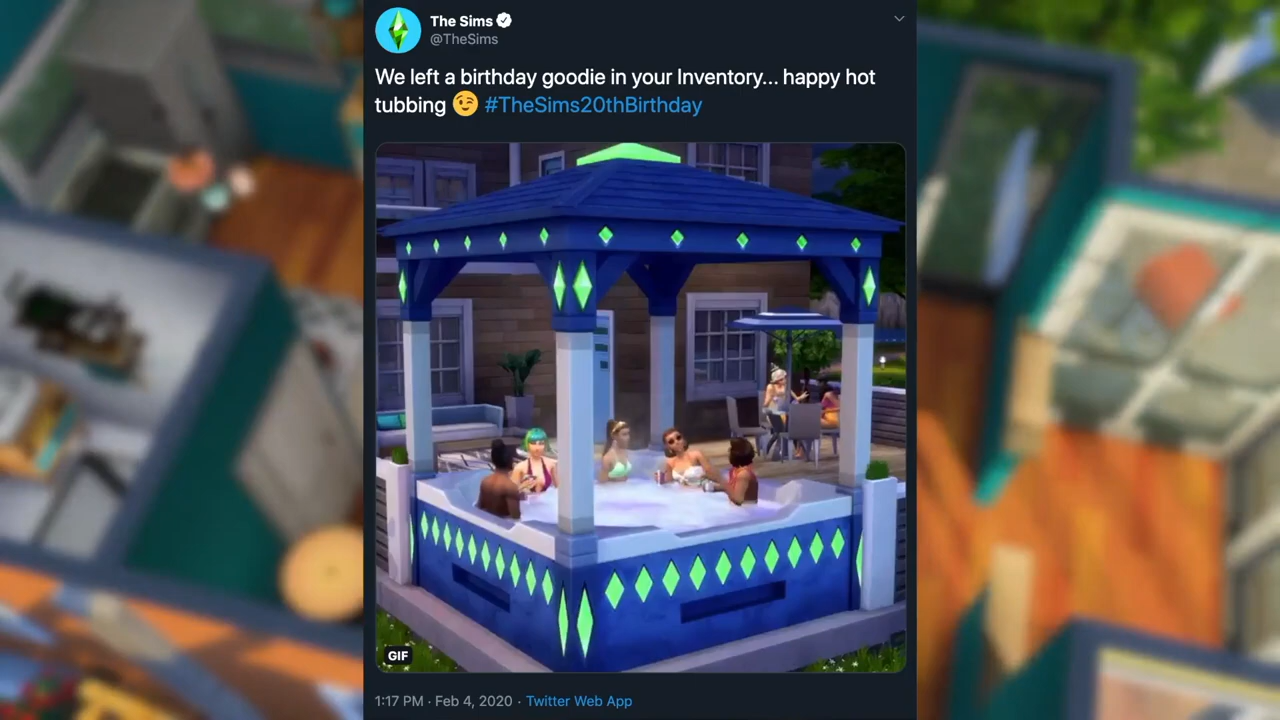 The Sims
@TheSims
We left a birthday goodie in your Inventory... happy hot
tubbing 😉 #TheSims20thBirthday
GIF
1:17 PM · Feb 4, 2020 · Twitter Web App